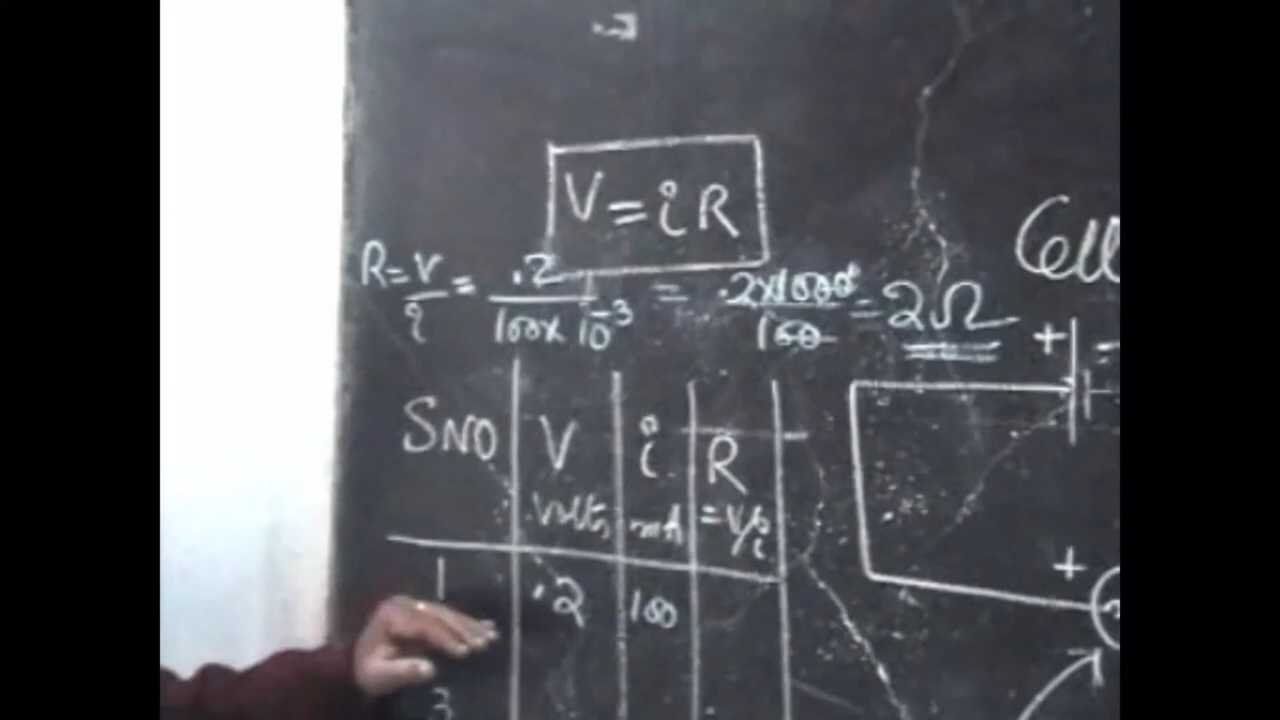 V = i R
R = V/i = .2/100 x 10^-3 = .2 x 1000/100 = 2Ω
Cell
+
SNO V i R
Volts mA = V/i
+
1 .2 100
-
3